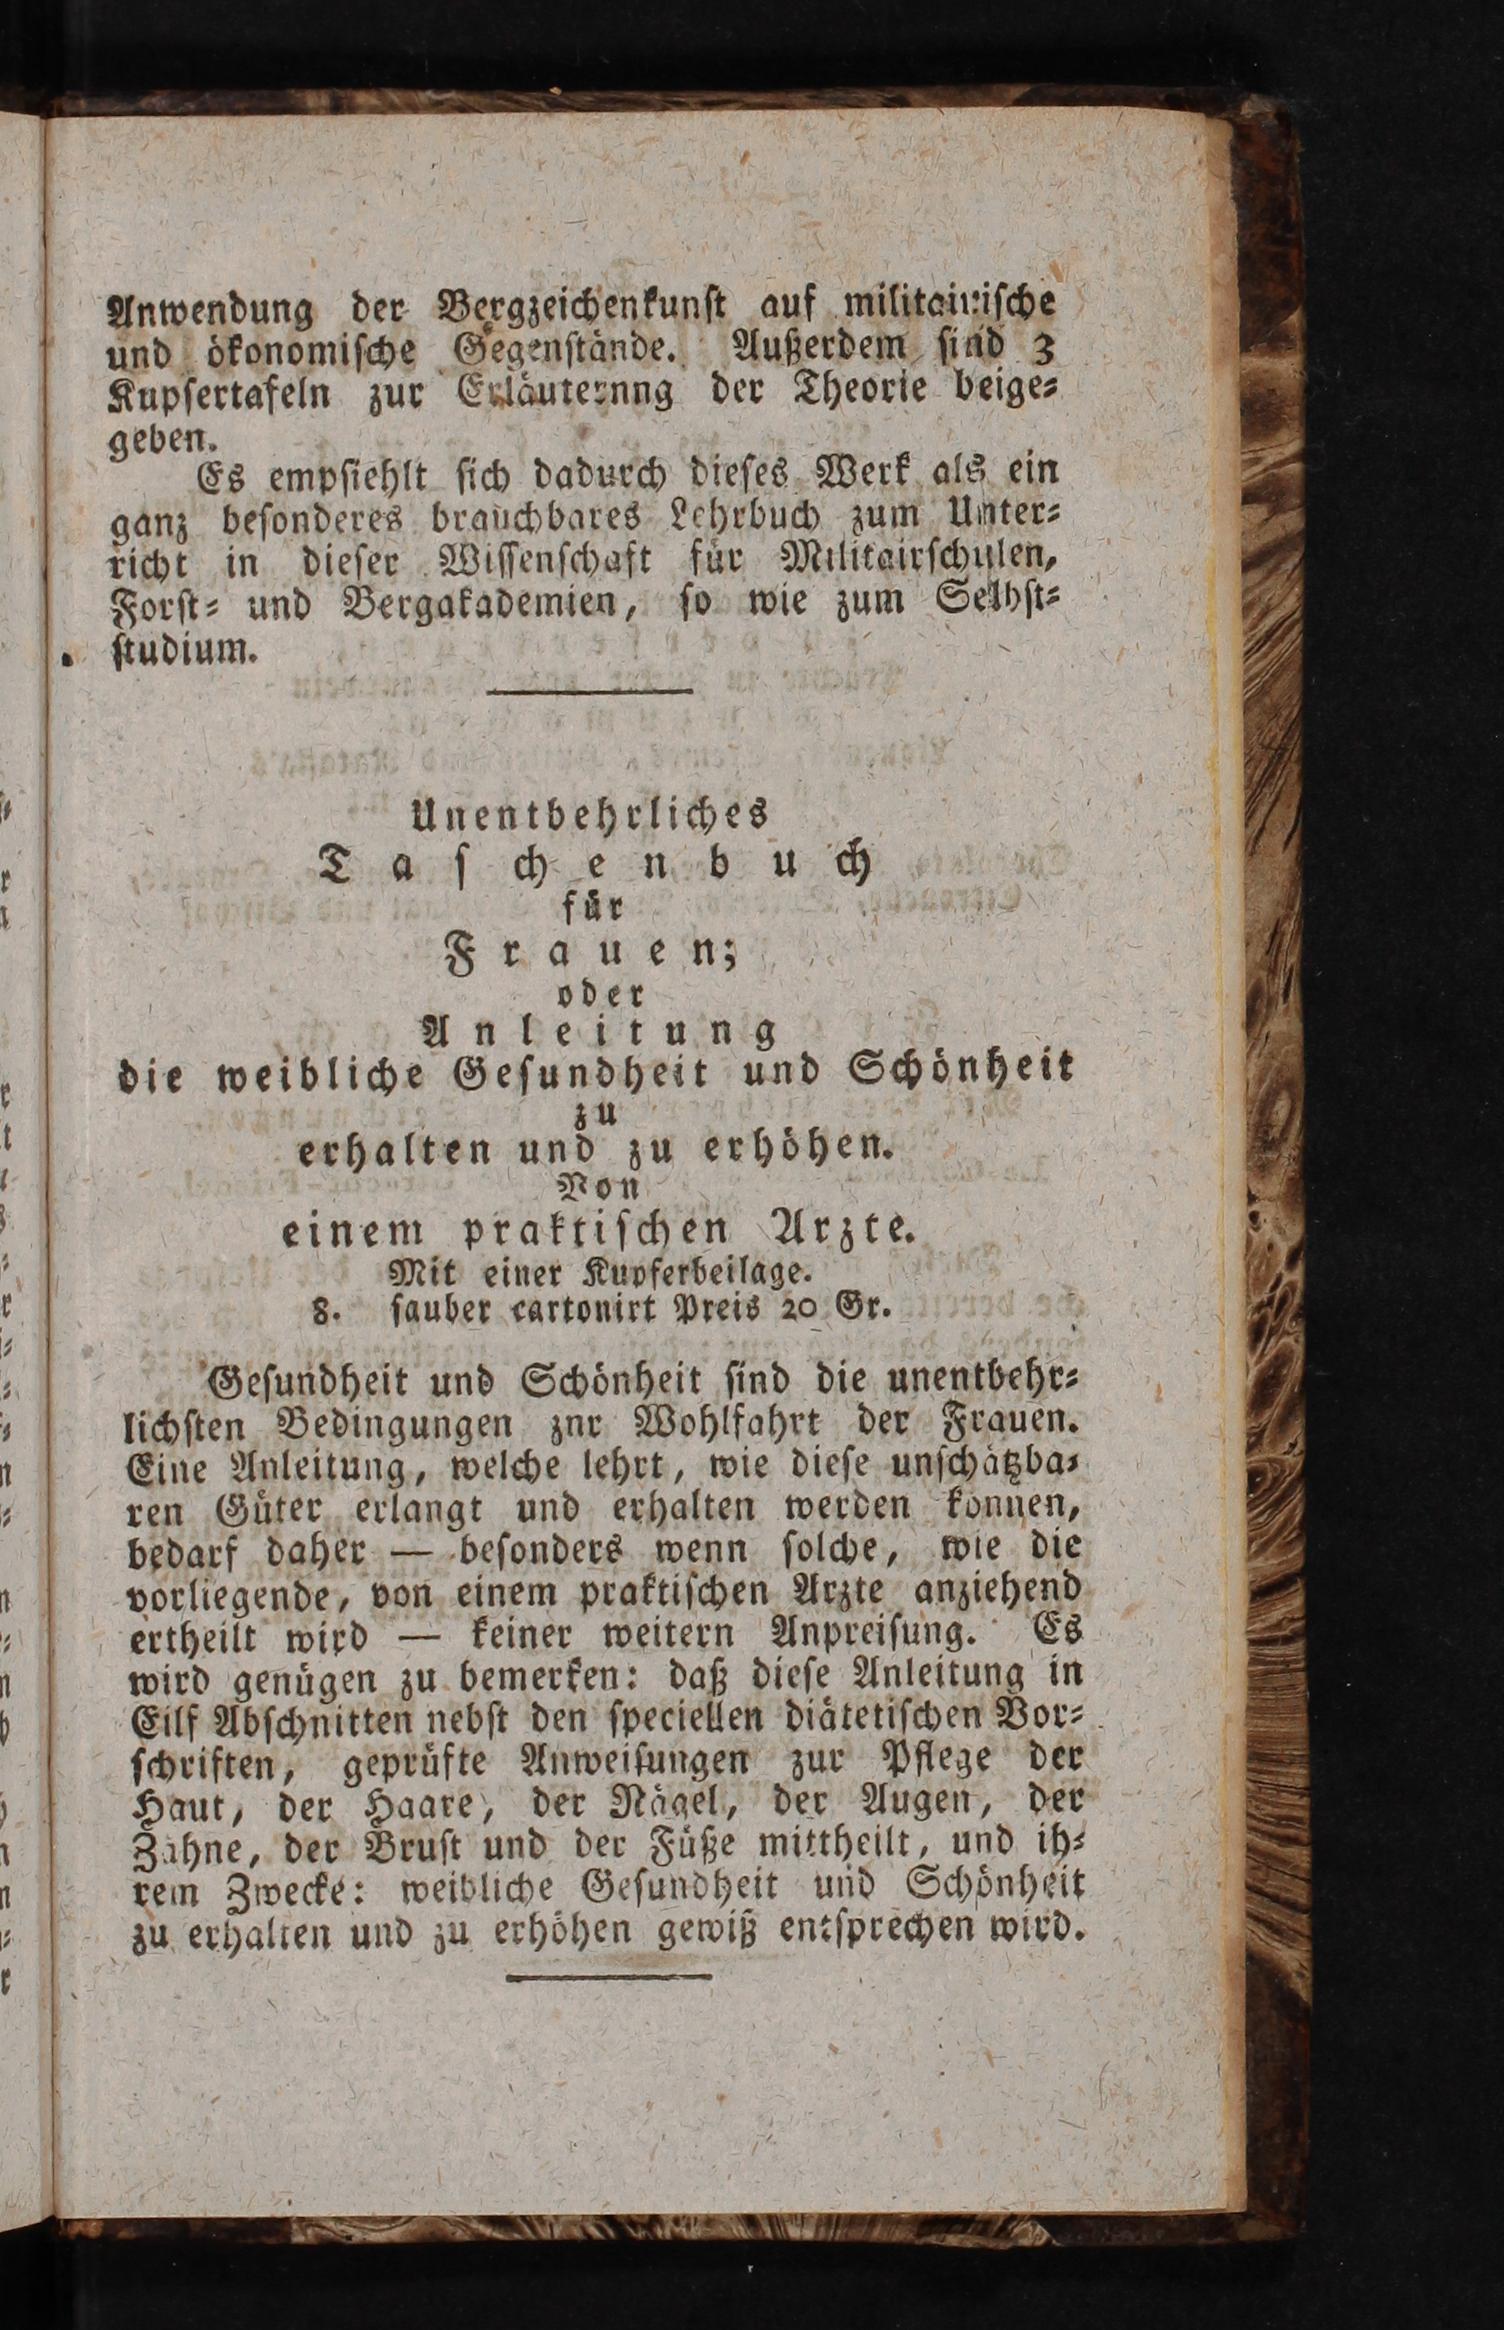 Anwendung der Bergzeichenkunst auf militairische
und ökonomische Gegenstände. Außerdem sind 3
Kupfertafeln zur Erläuternng der Theorie beige⸗
geben.
Es empfiehlt sich dadurch dieses Werk als ein
ganz besonderes brauchbares Lehrbuch zum Unter⸗
richt in dieser Wissenschaft für Militairschulen,
Forst⸗ und Bergakademien, so wie zum Selbst⸗
studium.
Unentbehrliches
Taschenbuch
für
Frauen;
oder
Anleitung
die weibliche Gesundheit und Schönheit
zu
erhalten und zu erhöhen.
Von
einem praktischen Arzte.
Mit einer Kupferbeilage.
8. sauber cartonirt Preis 20 Gr.
Gesundheit und Schönheit sind die unentbehr⸗
lichsten Bedingungen znr Wohlfahrt der Frauen.
Eine Anleitung, welche lehrt, wie diese unschätzba⸗
ren Güter erlangt und erhalten werden konnen,
bedarf daher — besonders wenn solche, wie die
vorliegende, von einem praktischen Arzte anziehend
ertheilt wird — keiner weitern Anpreisung. Es
wird genügen zu bemerken: daß diese Anleitung in
Eilf Abschnitten nebst den speciellen diätetischen Vor⸗
schriften, geprüfte Anweisungen zur Pflege der
Haut, der Haare, der Nägel, der Augen, der
Zähne, der Brust und der Füße mittheilt, und ih⸗
rem Zwecke: weibliche Gesundheit und Schönheit
zu erhalten und zu erhöhen gewiß entsprechen wird.